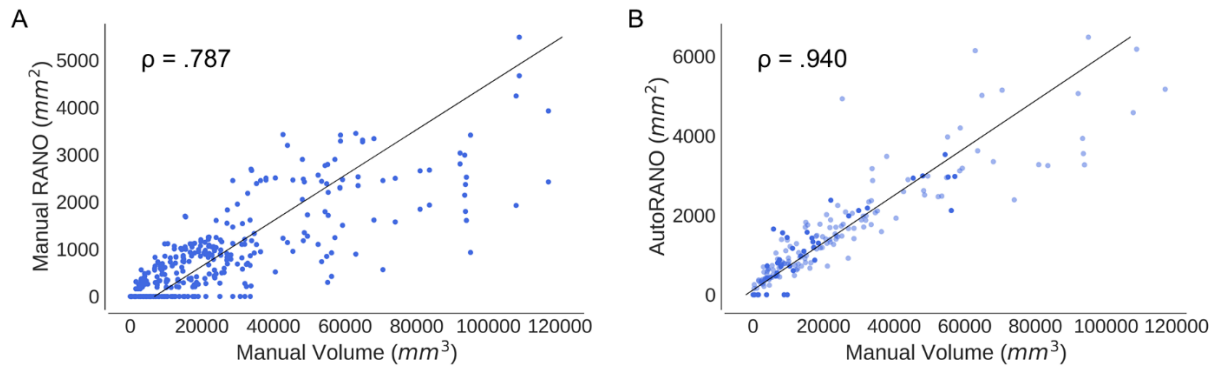 A
ρ = .787
Manual RANO (mm²)
5000
4000
3000
2000
1000
0
0 20000 40000 60000 80000 100000 120000
Manual Volume (mm³)
B
ρ = .940
AutoRANO (mm²)
6000
4000
2000
0
0 20000 40000 60000 80000 100000 120000
Manual Volume (mm³)